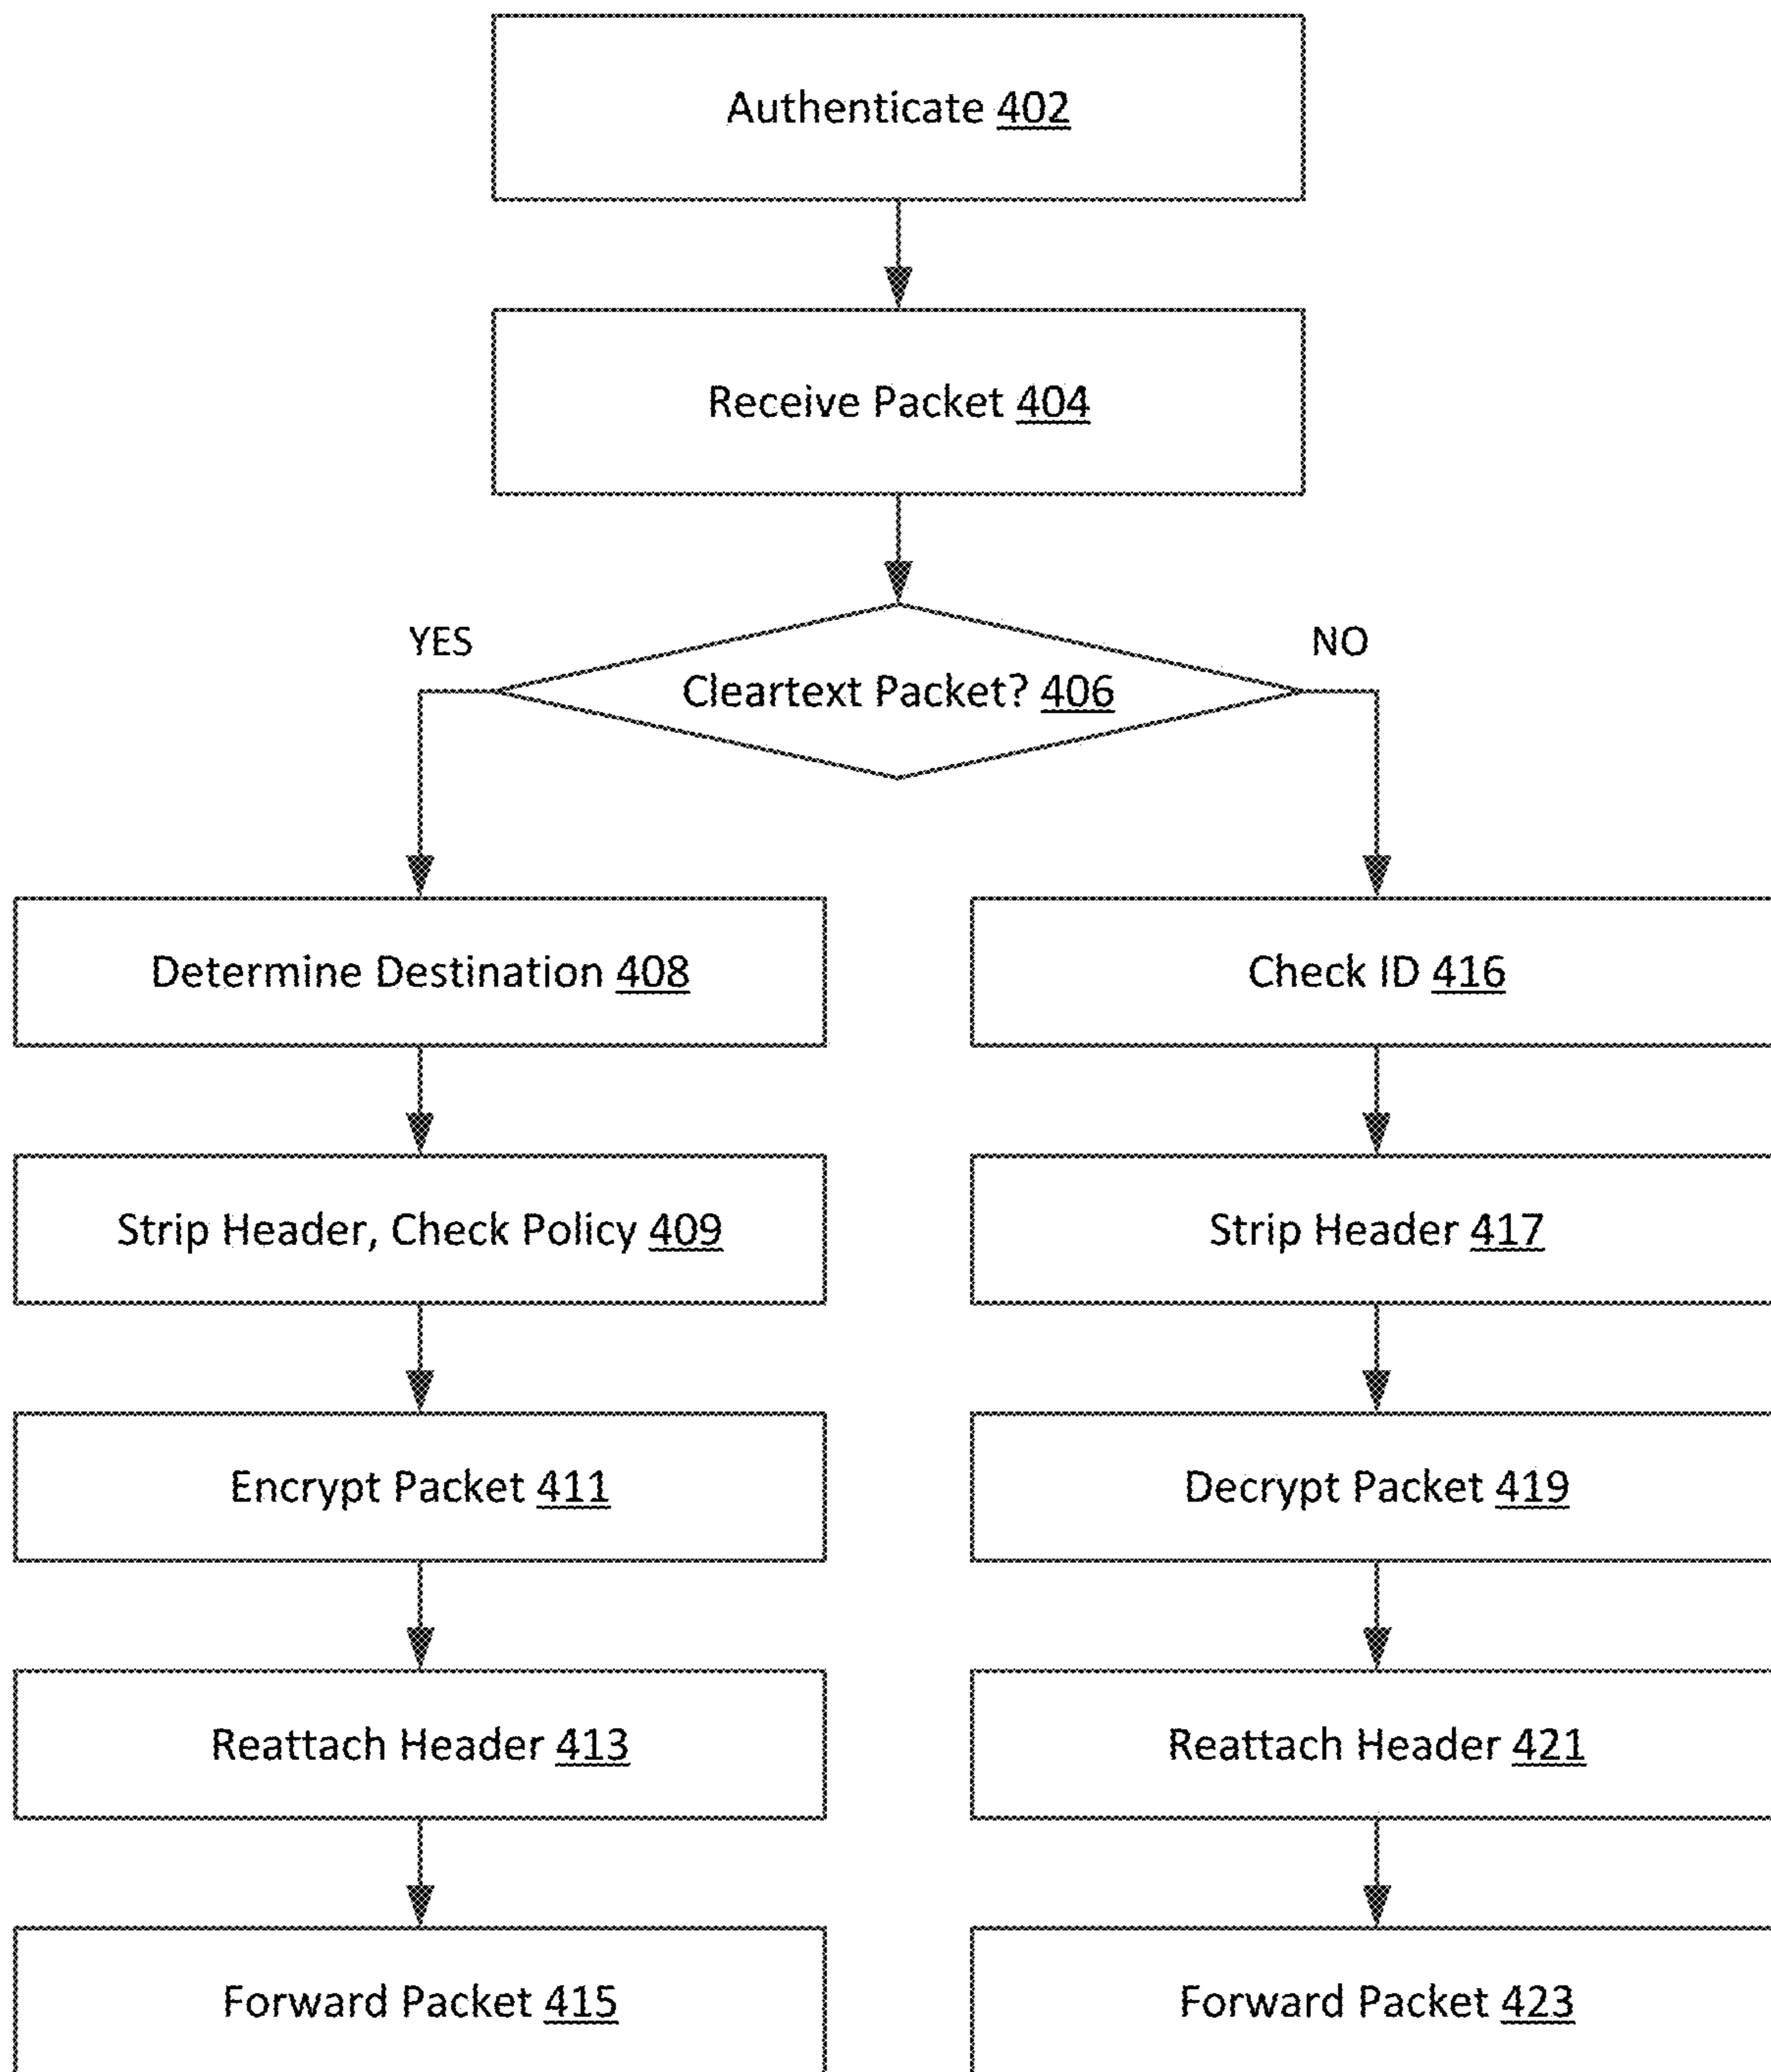 Authenticate 402
Receive Packet 404
YES
NO
Cleartext Packet? 406
Determine Destination 408
Check ID 416
Strip Header, Check Policy 409
Strip Header 417
Encrypt Packet 411
Decrypt Packet 419
Reattach Header 413
Reattach Header 421
Forward Packet 415
Forward Packet 423